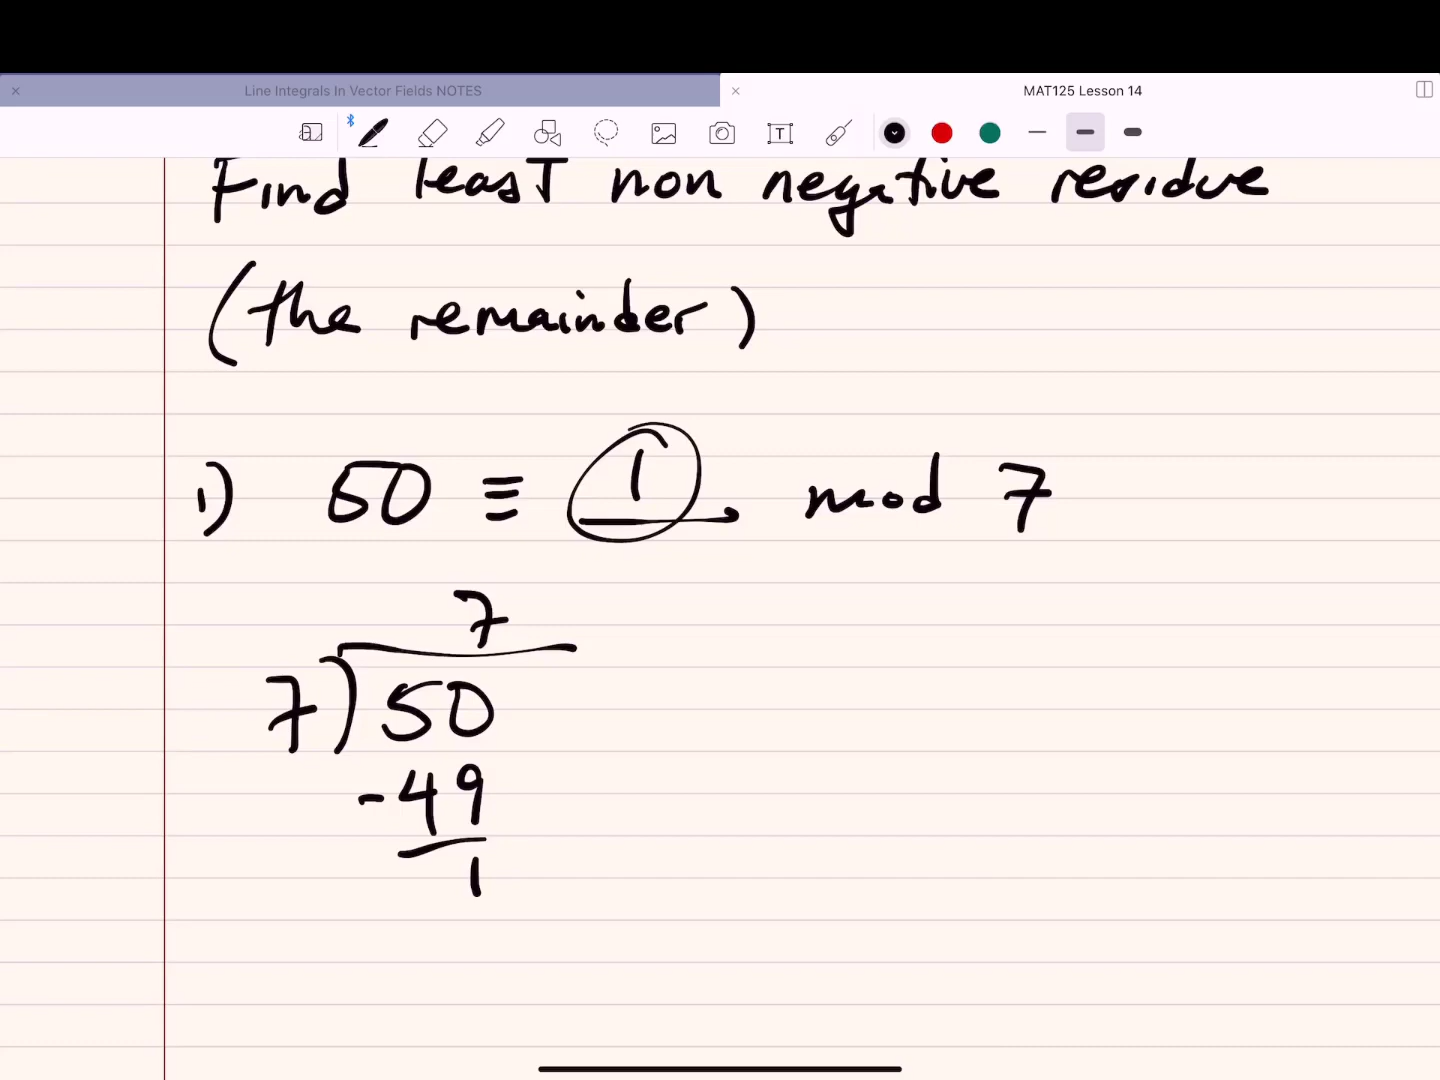 Line Integrals In Vector Fields NOTES
MAT125 Lesson 14
T
Find least non negative residue
(the remainder)
1) 50 ≡ 1 mod 7
7
7)50
-49
1